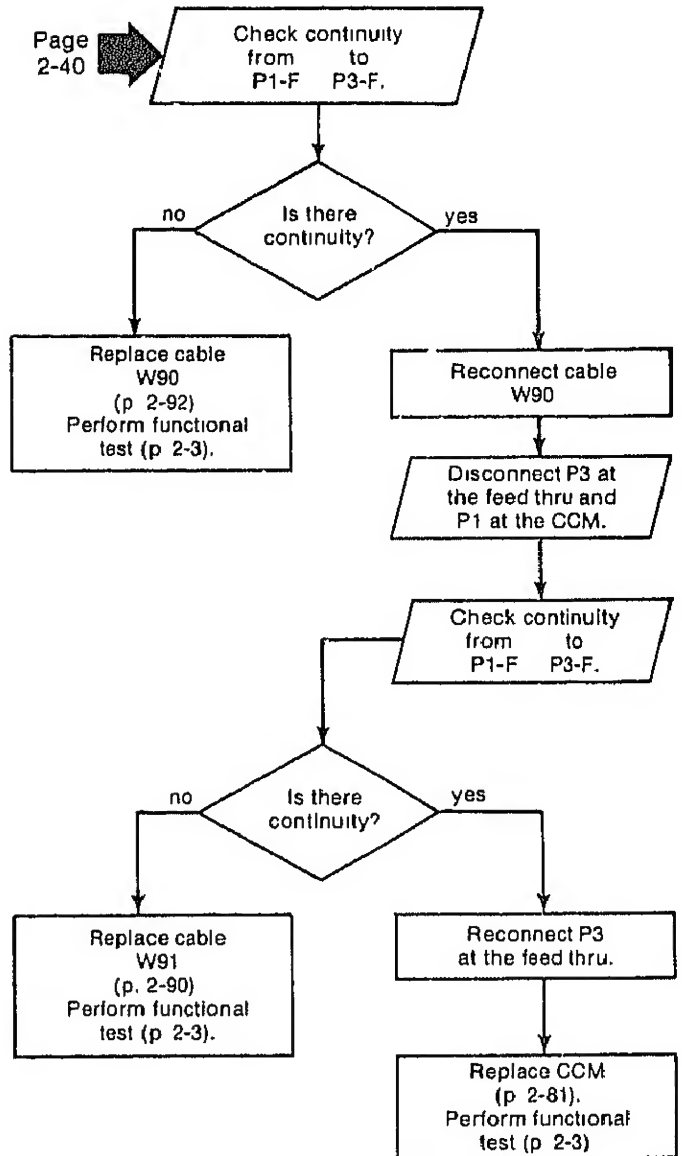 Page
2-40
Check continuity
from to
P1-F P3-F.
Is there
continuity?
no
yes
Replace cable
W90
(p 2-92)
Perform functional
test (p 2-3).
Reconnect cable
W90
Disconnect P3 at
the feed thru and
P1 at the CCM.
Check continuity
from to
P1-F P3-F.
Is there
continuity?
no
yes
Replace cable
W91
(p. 2-90)
Perform functional
test (p 2-3).
Reconnect P3
at the feed thru.
Replace CCM
(p 2-81).
Perform functional
test (p 2-3)